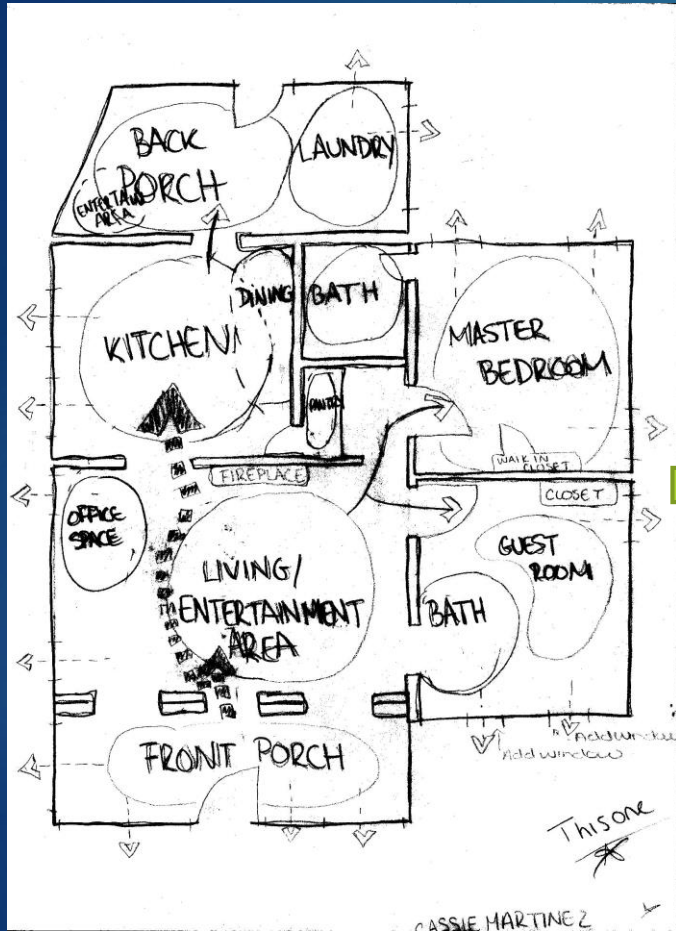 BACK
PORCH
ENTERTAIN
AREA
LAUNDRY
KITCHEN/
DINING
BATH
MASTER
BEDROOM
PANTRY
WALK IN
CLOSET
FIREPLACE
CLOSET
OFFICE
SPACE
GUEST
ROOM
LIVING/
ENTERTAINMENT
AREA
BATH
FRONT PORCH
Add window
Add window
This one
CASSIE MARTINEZ